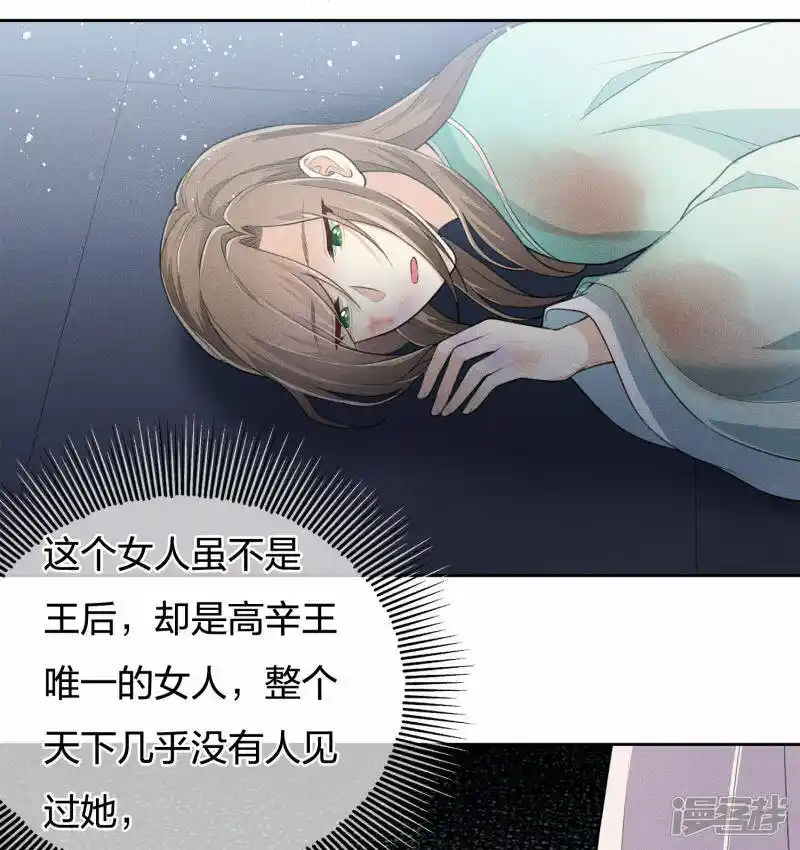 这个女人虽不是
王后，却是高辛王
唯一的女人，整个
天下几乎没有人见
过她，
漫客栈